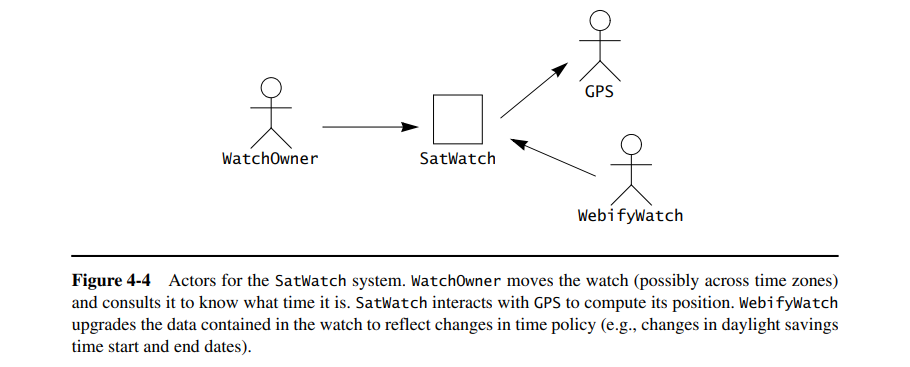 GPS
WatchOwner
SatWatch
WebifyWatch
Figure 4-4 Actors for the SatWatch system. WatchOwner moves the watch (possibly across time zones)
and consults it to know what time it is. SatWatch interacts with GPS to compute its position. WebifyWatch
upgrades the data contained in the watch to reflect changes in time policy (e.g., changes in daylight savings
time start and end dates).